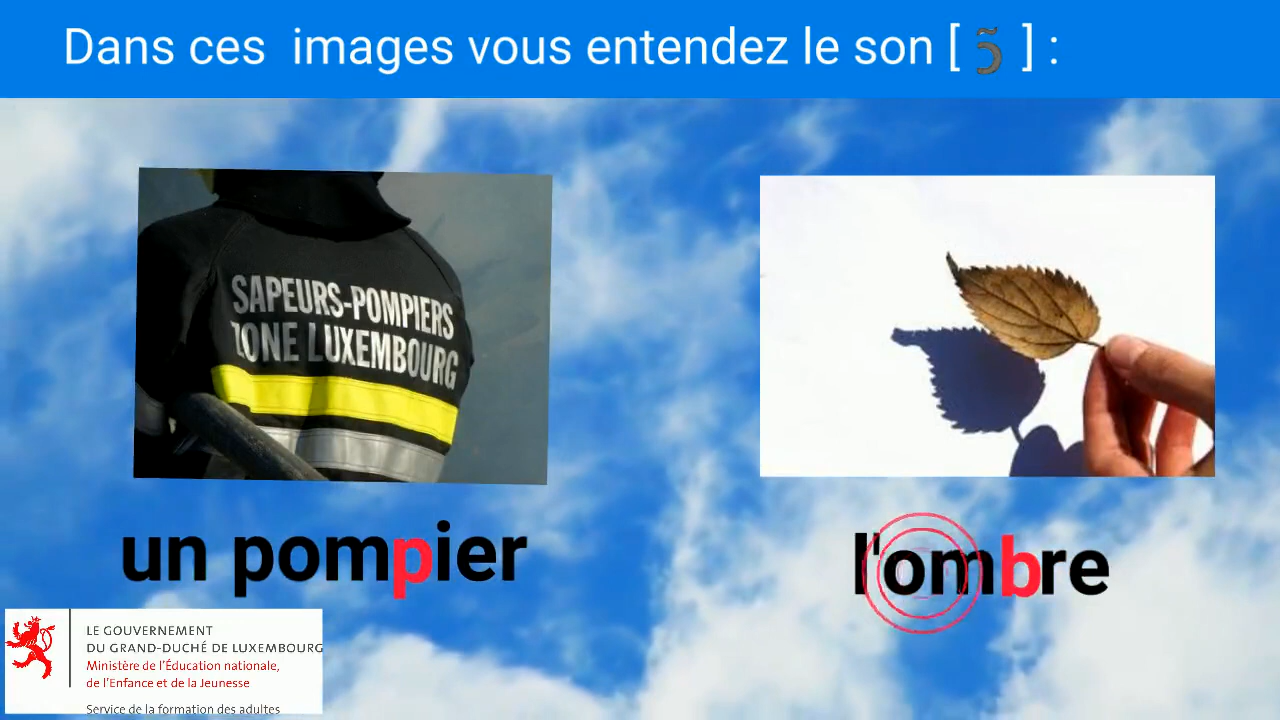 Dans ces images vous entendez le son [ ɔ̃ ] :
SAPEURS-POMPIERS
ZONE LUXEMBOURG
un pompier
l'ombre
LE GOUVERNEMENT
DU GRAND-DUCHÉ DE LUXEMBOURG
Ministère de l'Éducation nationale,
de l'Enfance et de la Jeunesse
Service de la formation des adultes